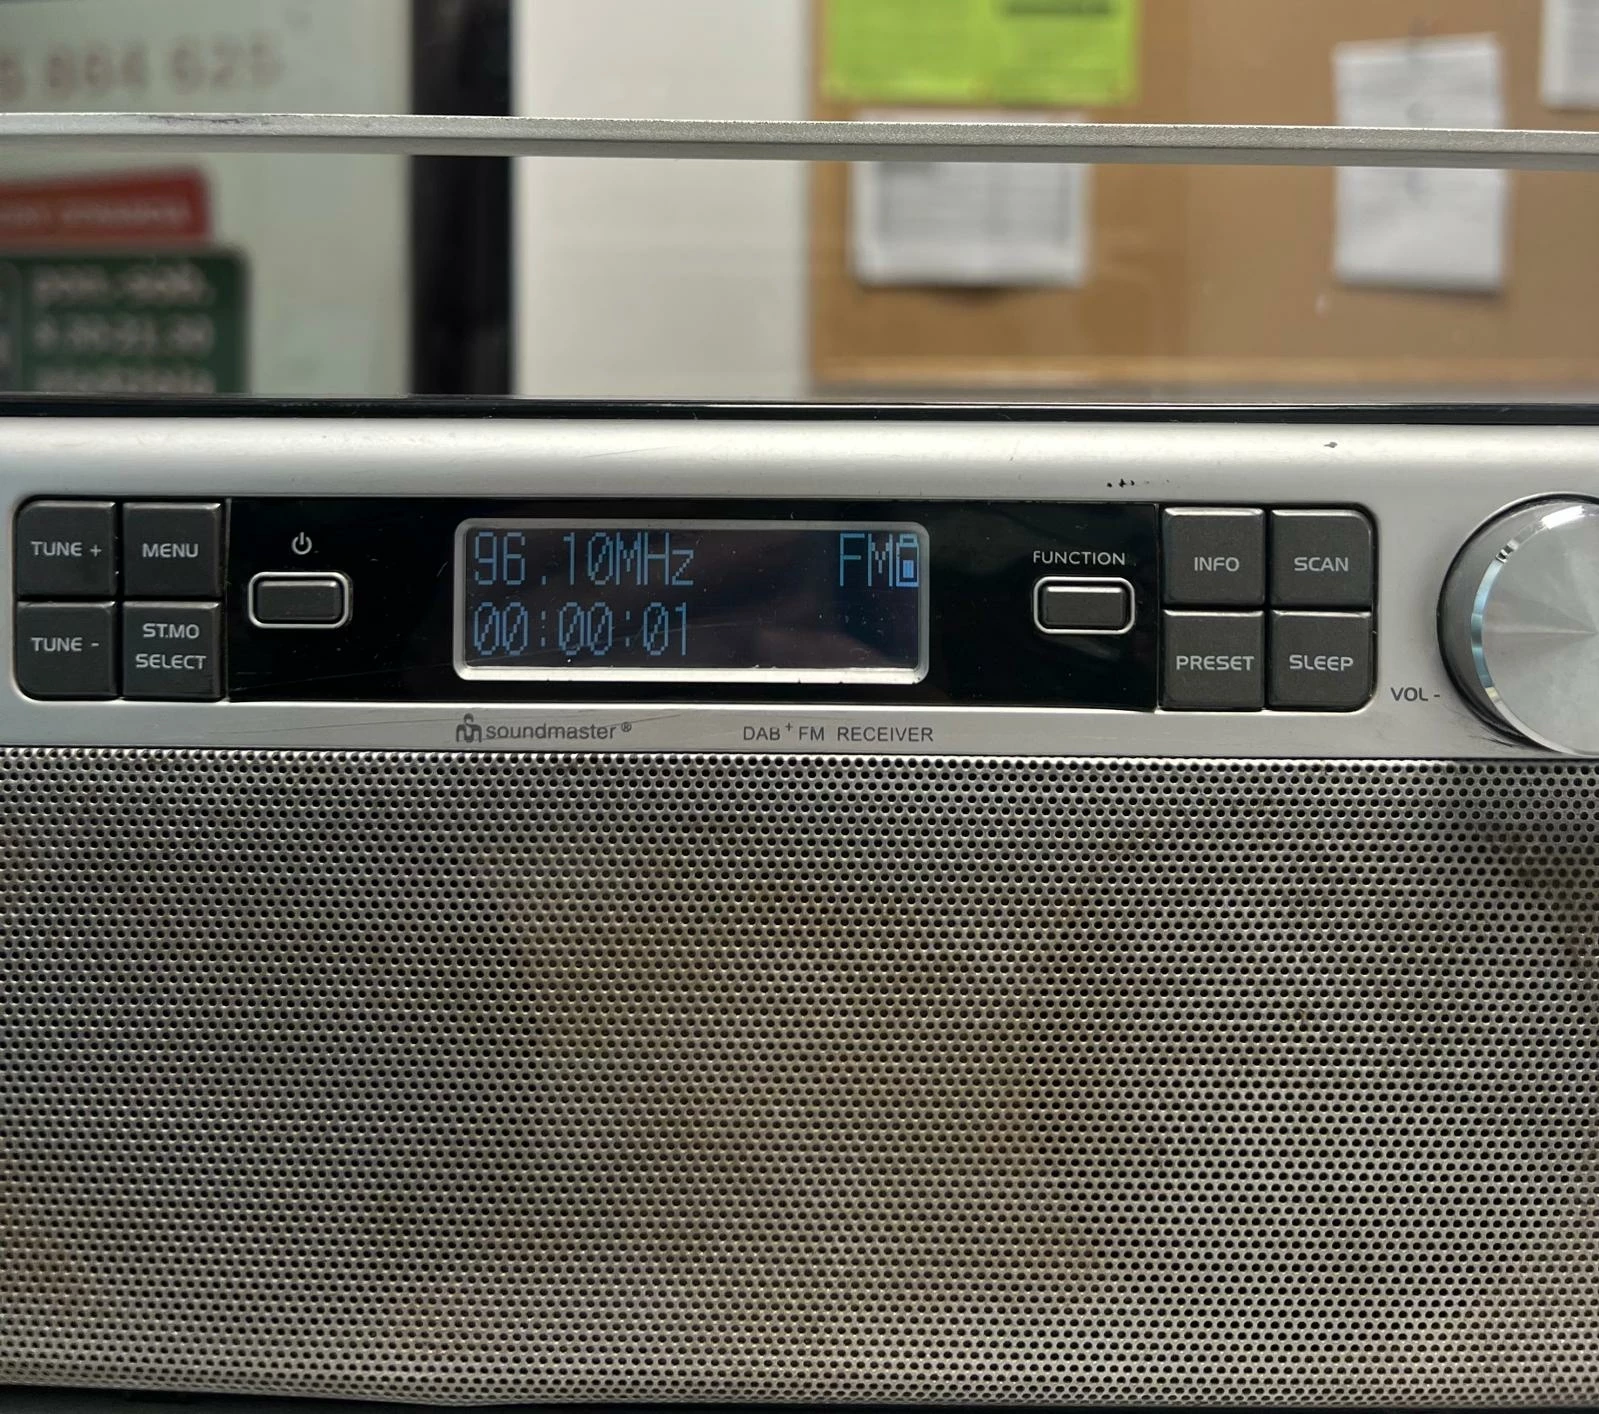 TUNE +
MENU
TUNE -
ST.MO
SELECT
96.10MHz FM
00:00:01
FUNCTION
INFO
SCAN
PRESET
SLEEP
VOL -
soundmaster®
DAB+ FM RECEIVER